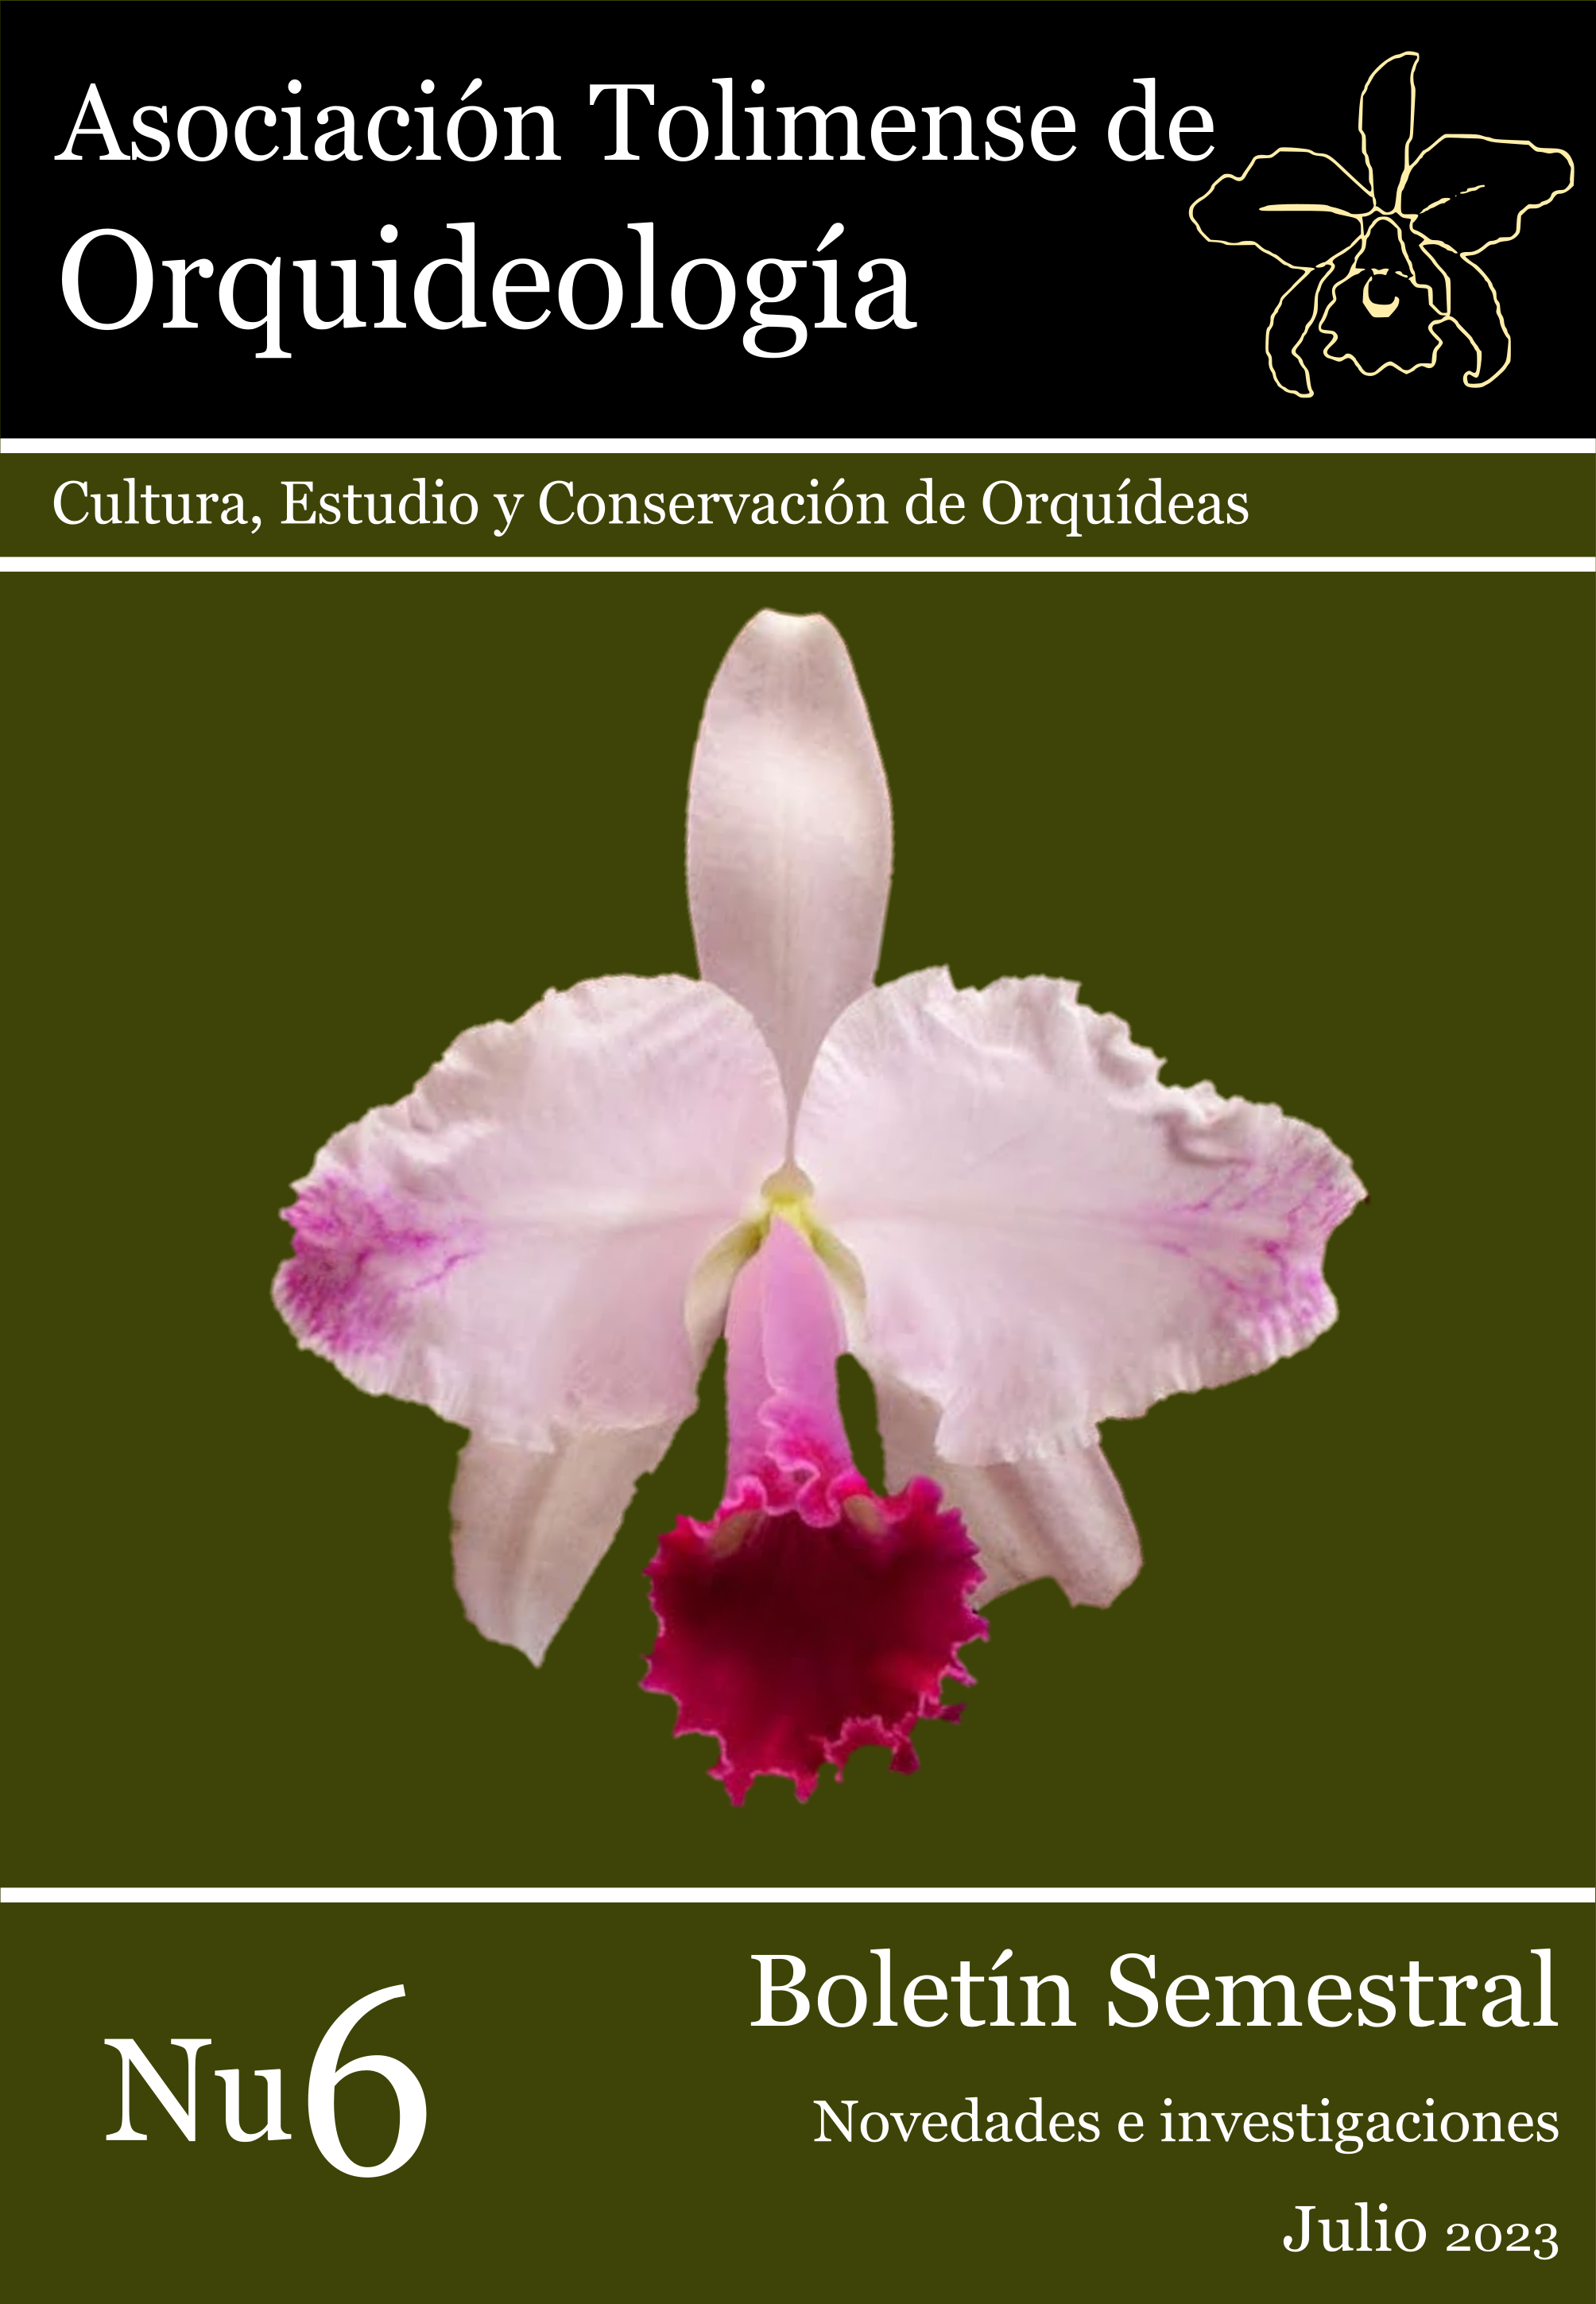 Asociación Tolimense de
Orquideología
Cultura, Estudio y Conservación de Orquídeas
Nu6
Boletín Semestral
Novedades e investigaciones
Julio 2023